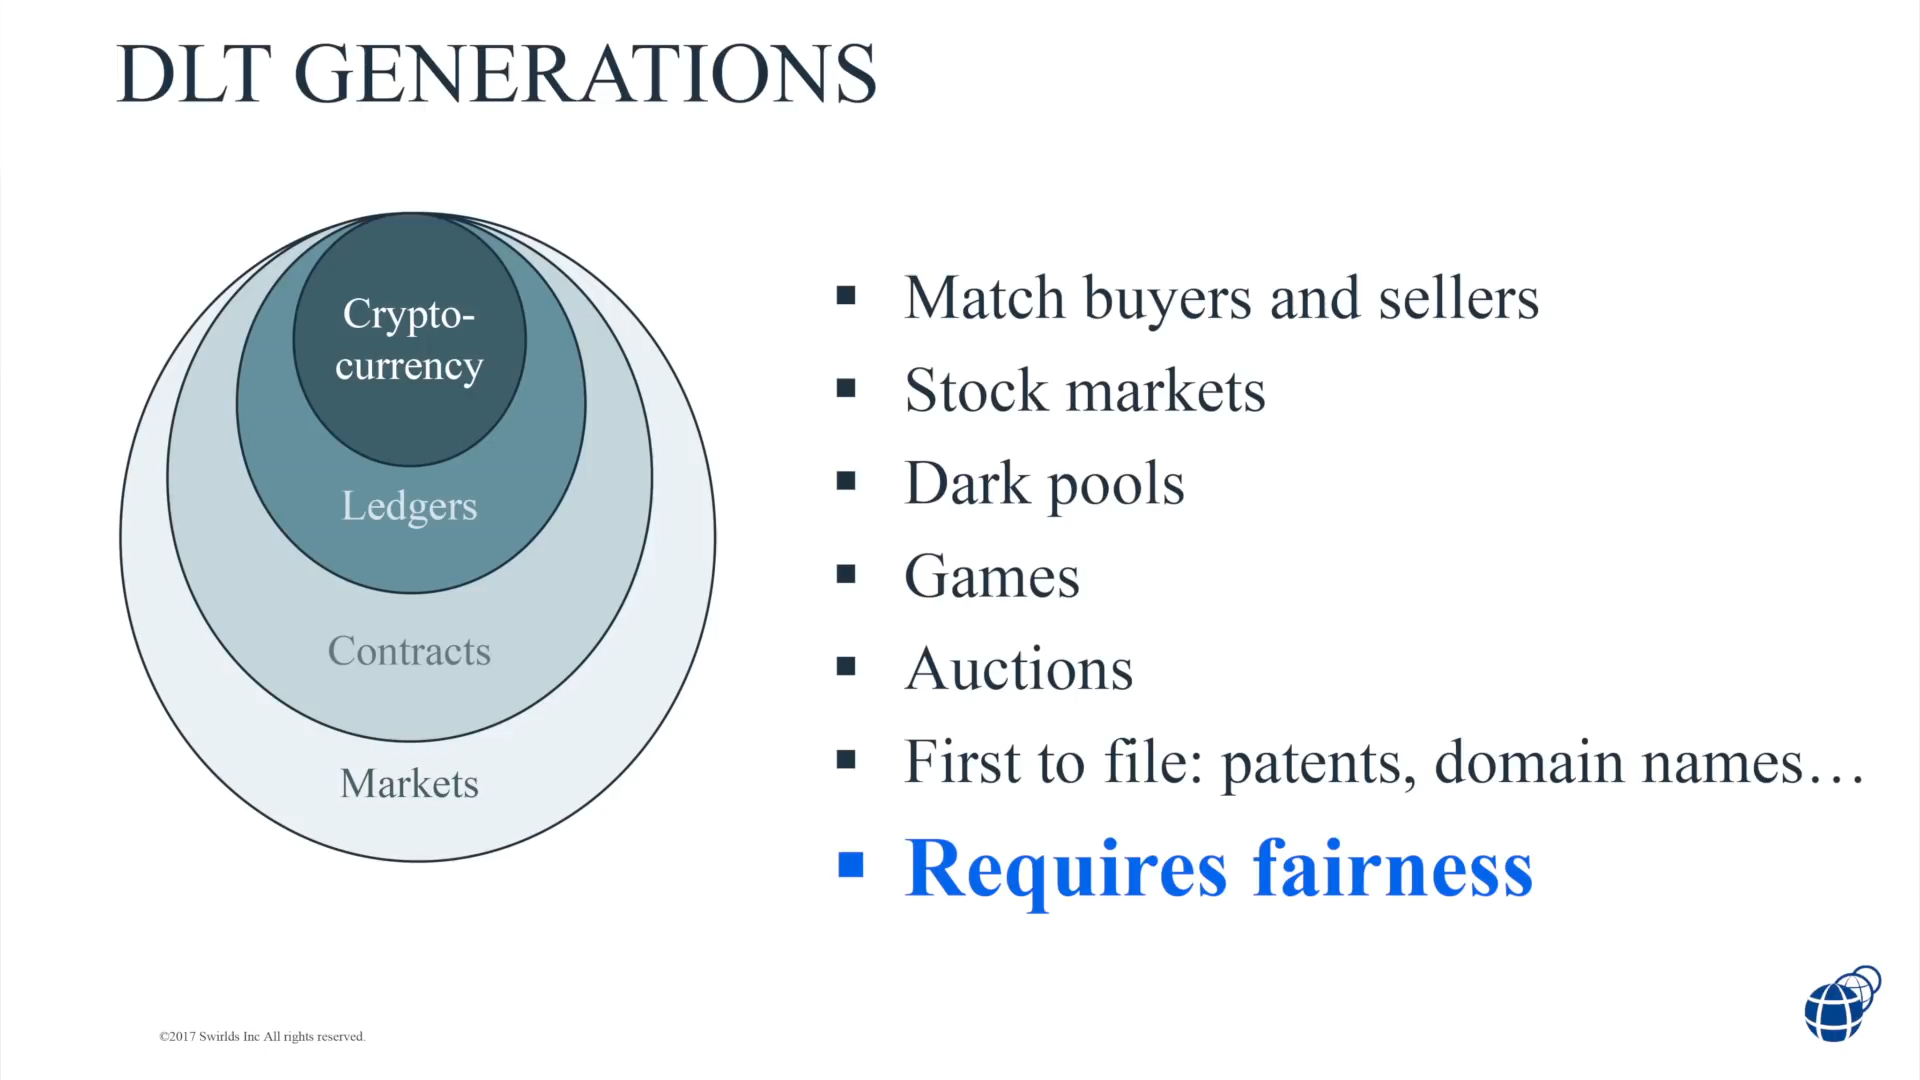 DLT GENERATIONS
Crypto-
currency
Ledgers
Contracts
Markets
▪ Match buyers and sellers
▪ Stock markets
▪ Dark pools
▪ Games
▪ Auctions
▪ First to file: patents, domain names…
▪ Requires fairness
©2017 Swirlds Inc All rights reserved.